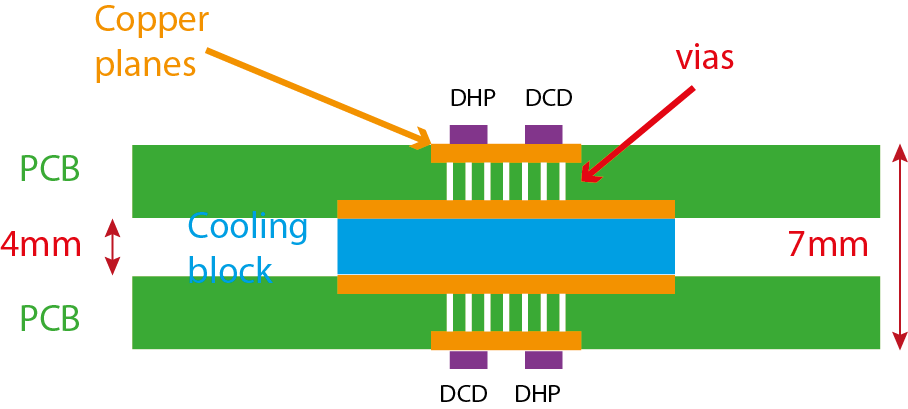 Copper
planes
vias
DHP DCD
PCB
Cooling
block
4mm
7mm
PCB
DCD DHP